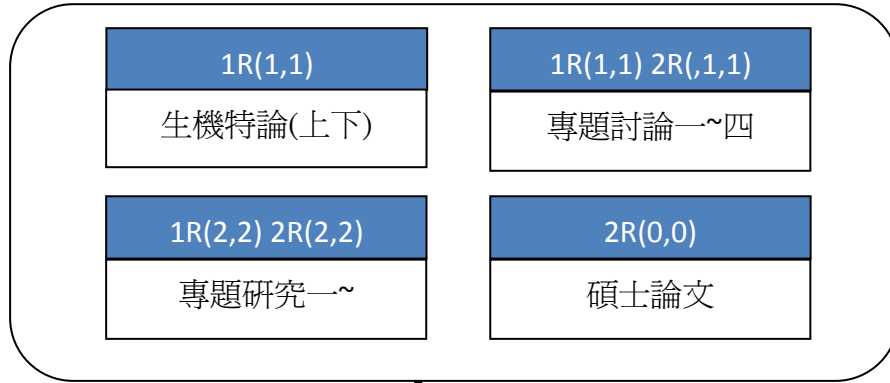 1R(1,1)
生機特論(上下)
1R(1,1) 2R(,1,1)
專題討論一~四
1R(2,2) 2R(2,2)
專題研究一~
2R(0,0)
碩士論文